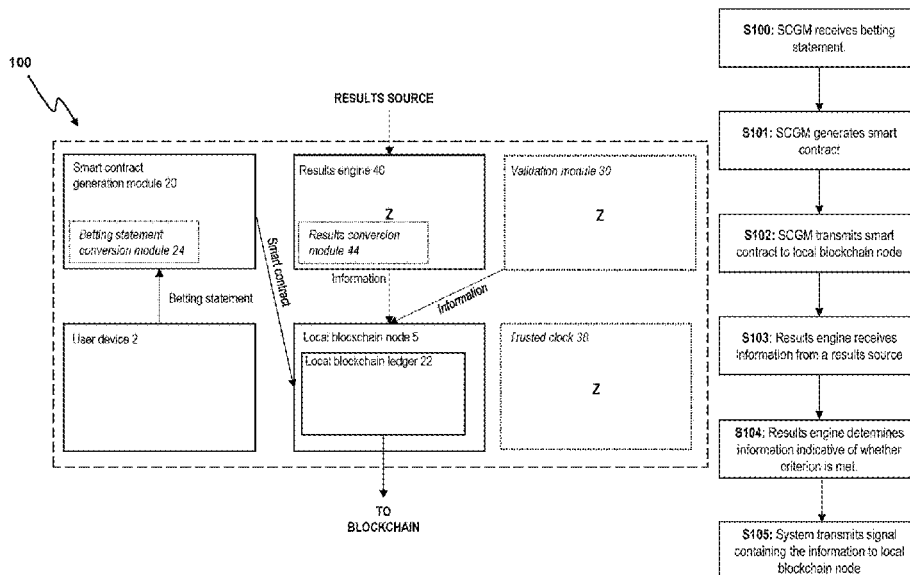 100
RESULTS SOURCE
Smart contract
generation module 20
Betting statement
conversion module 24
Results engine 40
Z
Results conversion
module 44
Validation module 30
Z
Smart contract
Betting statement
Information
Information
User device 2
Local blockchain node 5
Local blockchain ledger 22
Trusted clock 38
Z
TO
BLOCKCHAIN
S100: SCGM receives betting
statement.
S101: SCGM generates smart
contract
S102: SCGM transmits smart
contract to local blockchain node
S103: Results engine receives
information from a results source
S104: Results engine determines
information indicative of whether
criterion is met.
S105: System transmits signal
containing the information to local
blockchain node